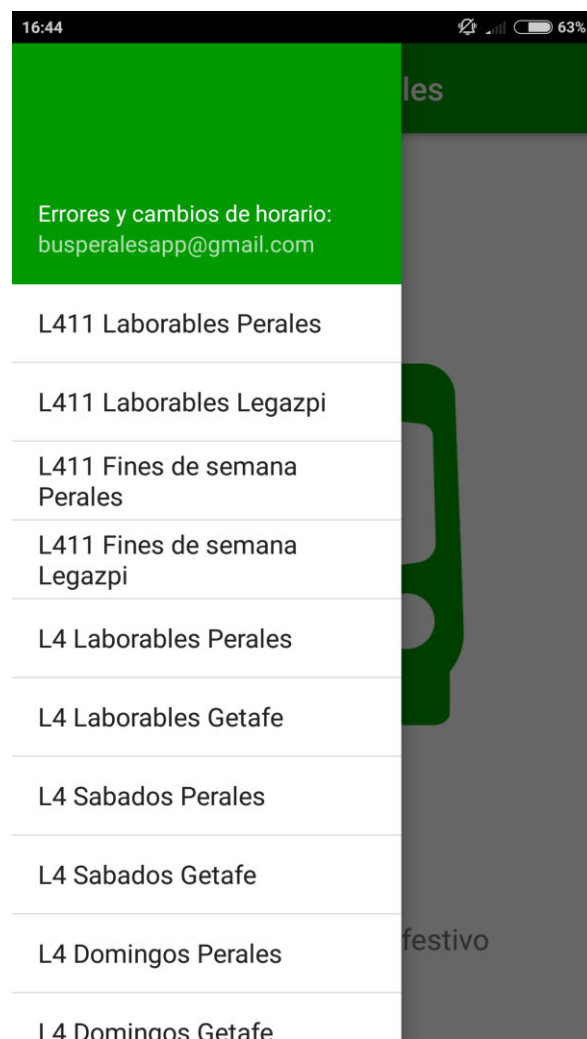 16:44
63%
les
Errores y cambios de horario:
busperalesapp@gmail.com
L411 Laborables Perales
L411 Laborables Legazpi
L411 Fines de semana
Perales
L411 Fines de semana
Legazpi
L4 Laborables Perales
L4 Laborables Getafe
L4 Sabados Perales
L4 Sabados Getafe
festivo
L4 Domingos Perales
L4 Domingos Getafe